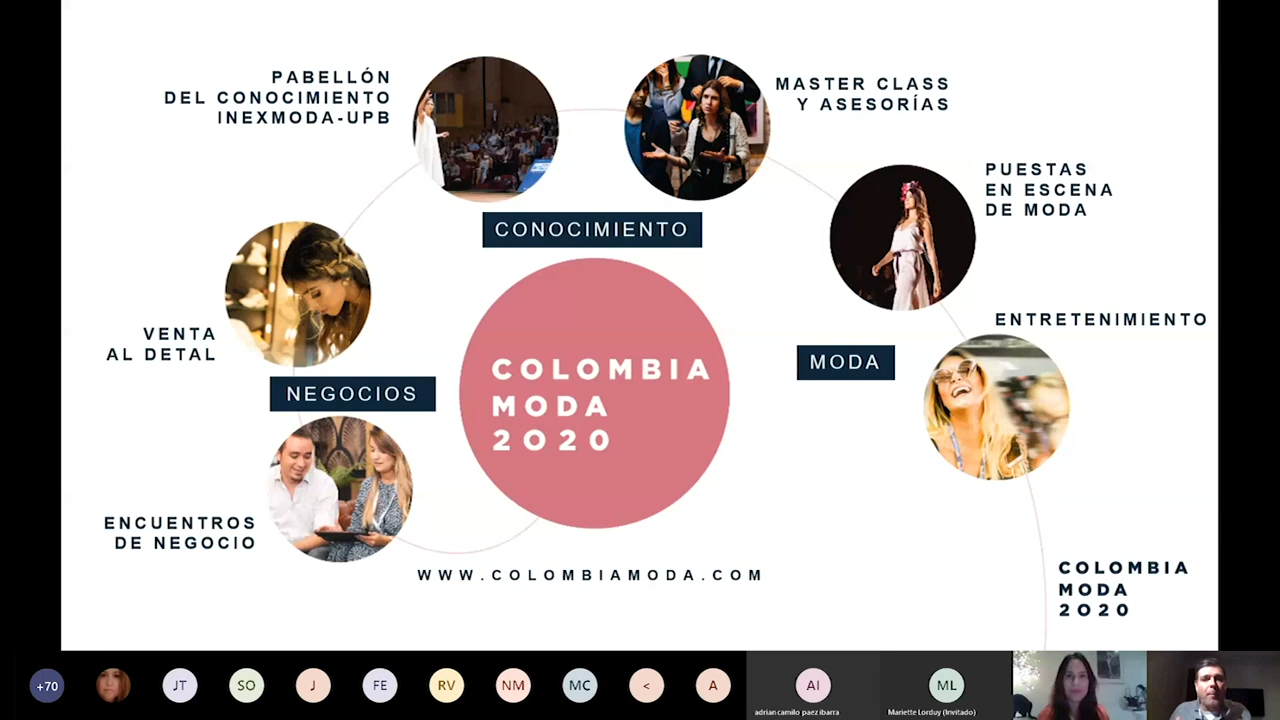 PABELLÓN
DEL CONOCIMIENTO
INEXMODA-UPB
MASTER CLASS
Y ASESORÍAS
PUESTAS
EN ESCENA
DE MODA
CONOCIMIENTO
ENTRETENIMIENTO
VENTA
AL DETAL
MODA
NEGOCIOS
COLOMBIA
MODA
2020
ENCUENTROS
DE NEGOCIO
WWW.COLOMBIAMODA.COM
COLOMBIA
MODA
2020
+70
JT
SO
J
FE
RV
NM
MC
<
A
AI
adrian camilo paez ibarra
ML
Mariette Lorduy (Invitado)